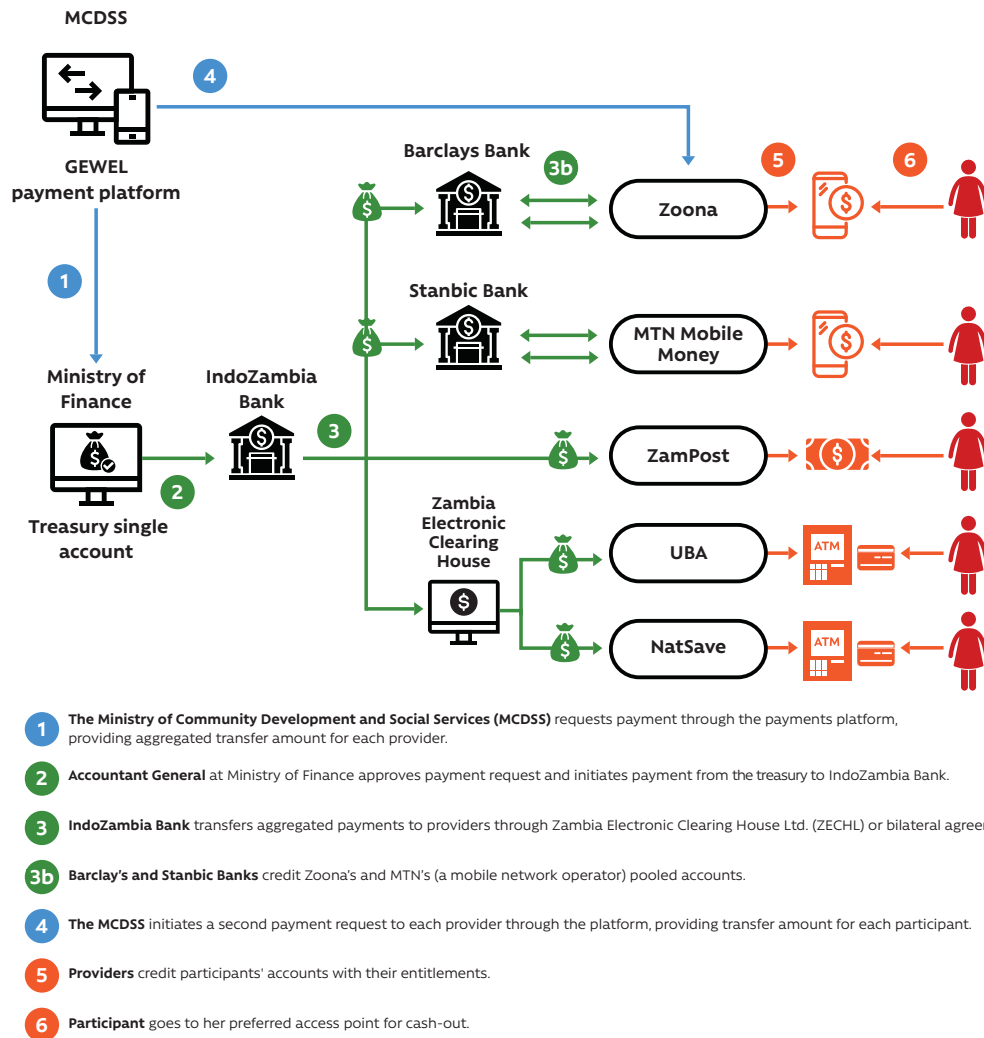 MCDSS
4
GEWEL
payment platform
Barclays Bank
3b
5
6
Zoona
1
Stanbic Bank
MTN Mobile
Money
Ministry of
Finance
IndoZambia
Bank
3
ZamPost
2
Treasury single
account
Zambia
Electronic
Clearing
House
UBA
ATM
NatSave
ATM
1 The Ministry of Community Development and Social Services (MCDSS) requests payment through the payments platform,
providing aggregated transfer amount for each provider.
2 Accountant General at Ministry of Finance approves payment request and initiates payment from the treasury to IndoZambia Bank.
3 IndoZambia Bank transfers aggregated payments to providers through Zambia Electronic Clearing House Ltd. (ZECHL) or bilateral agree
3b Barclay's and Stanbic Banks credit Zoona's and MTN's (a mobile network operator) pooled accounts.
4 The MCDSS initiates a second payment request to each provider through the platform, providing transfer amount for each participant.
5 Providers credit participants' accounts with their entitlements.
6 Participant goes to her preferred access point for cash-out.